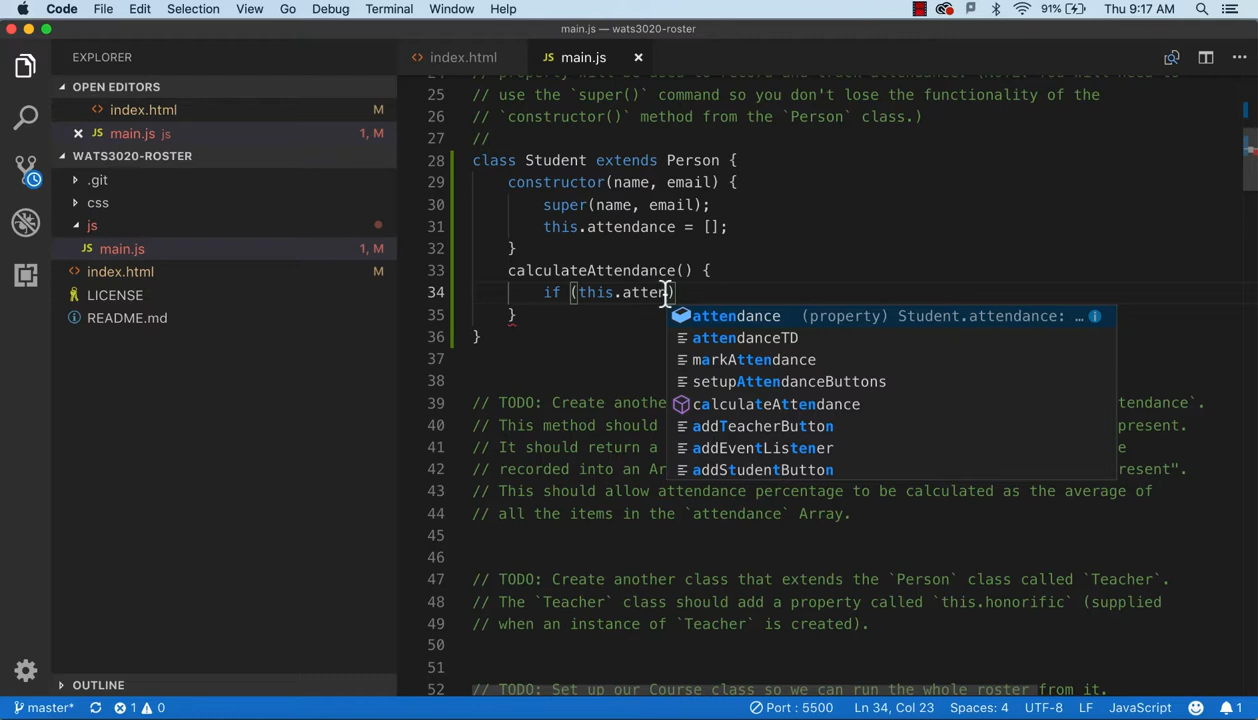 Code File Edit Selection View Go Debug Terminal Window Help 91% Thu 9:17 AM
main.js — wats3020-roster
EXPLORER
OPEN EDITORS
<> index.html M
JS main.js js 1, M
WATS3020-ROSTER
.git
css
js
JS main.js 1, M
<> index.html M
LICENSE
README.md
OUTLINE
<> index.html
JS main.js
25 // use the `super()` command so you don't lose the functionality of the
26 // `constructor()` method from the `Person` class.)
27 //
28 class Student extends Person {
29 constructor(name, email) {
30 super(name, email);
31 this.attendance = [];
32 }
33 calculateAttendance() {
34 if (this.atten)
35 }
36 }
37
38
39 // TODO: Create anothe ttendance`.
40 // This method should present.
41 // It should return a e
42 // recorded into an Ar present".
43 // This should allow attendance percentage to be calculated as the average of
44 // all the items in the `attendance` Array.
45
46
47 // TODO: Create another class that extends the `Person` class called `Teacher`.
48 // The `Teacher` class should add a property called `this.honorific` (supplied
49 // when an instance of `Teacher` is created).
50
51
52 // TODO: Set up our Course class so we can run the whole roster from it.
attendance (property) Student.attendance: …
attendanceTD
markAttendance
setupAttendanceButtons
calculateAttendance
addTeacherButton
addEventListener
addStudentButton
master* 1 0 Port : 5500 Ln 34, Col 23 Spaces: 4 UTF-8 LF JavaScript 1